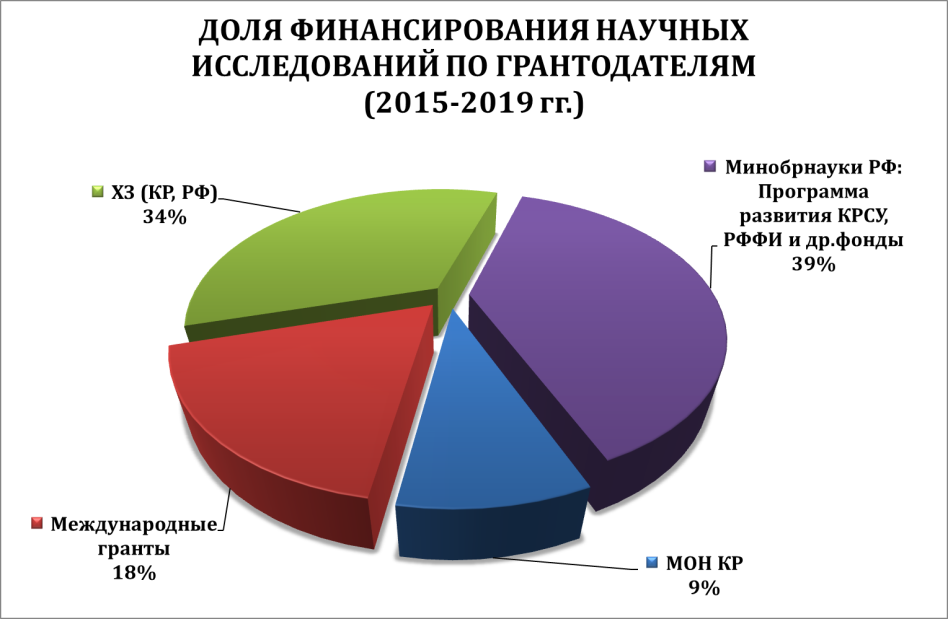 ДОЛЯ ФИНАНСИРОВАНИЯ НАУЧНЫХ
ИССЛЕДОВАНИЙ ПО ГРАНТОДАТЕЛЯМ
(2015-2019 гг.)
ХЗ (КР, РФ)
34%
Минобрнауки РФ:
Программа
развития КРСУ,
РФФИ и др.фонды
39%
Международные
гранты
18%
МОН КР
9%